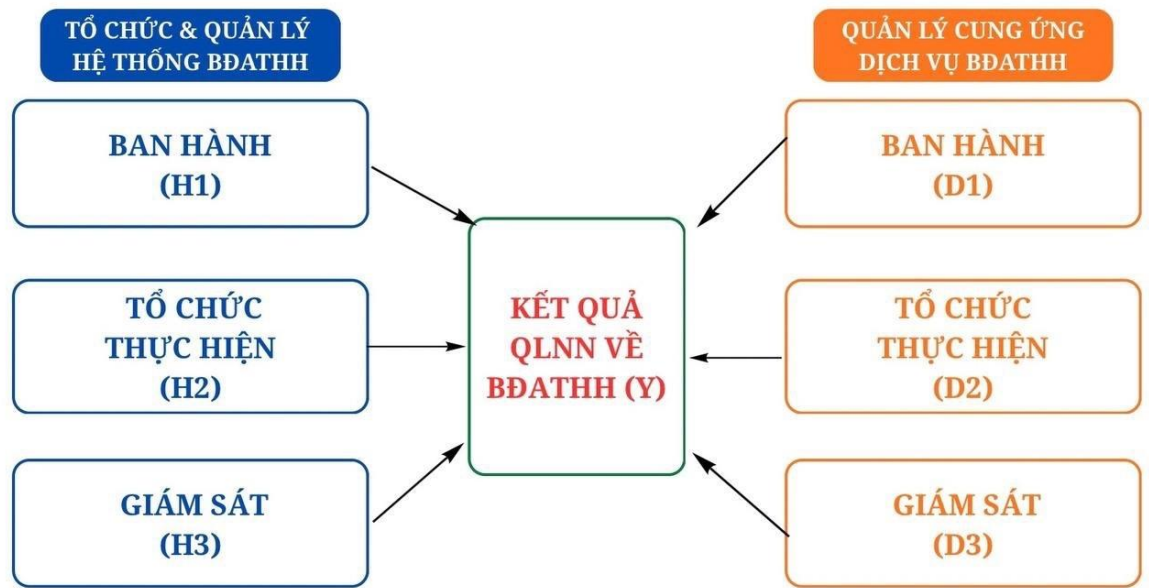 TỔ CHỨC & QUẢN LÝ
HỆ THỐNG BĐATHH
BAN HÀNH
(H1)
TỔ CHỨC
THỰC HIỆN
(H2)
GIÁM SÁT
(H3)
KẾT QUẢ
QLNN VỀ
BĐATHH (Y)
QUẢN LÝ CUNG ỨNG
DỊCH VỤ BĐATHH
BAN HÀNH
(D1)
TỔ CHỨC
THỰC HIỆN
(D2)
GIÁM SÁT
(D3)